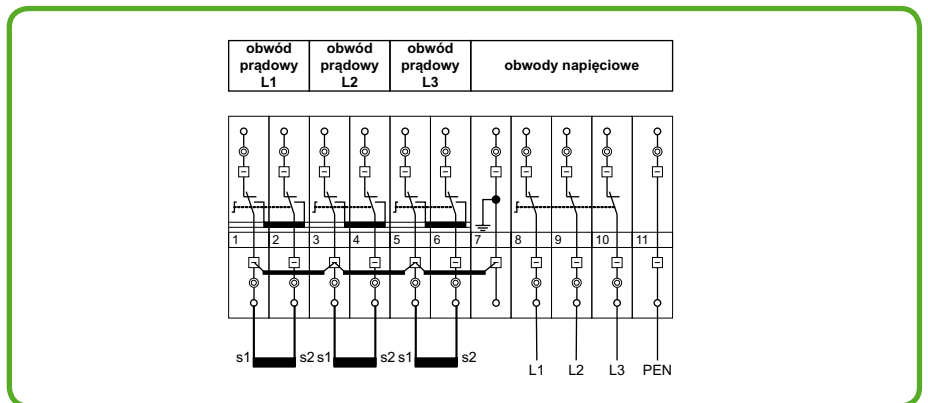 obwód
prądowy
L1
obwód
prądowy
L2
obwód
prądowy
L3
obwody napięciowe
1 2 3 4 5 6 7 8 9 10 11
s1 s2 s1 s2 s1 s2
L1 L2 L3 PEN